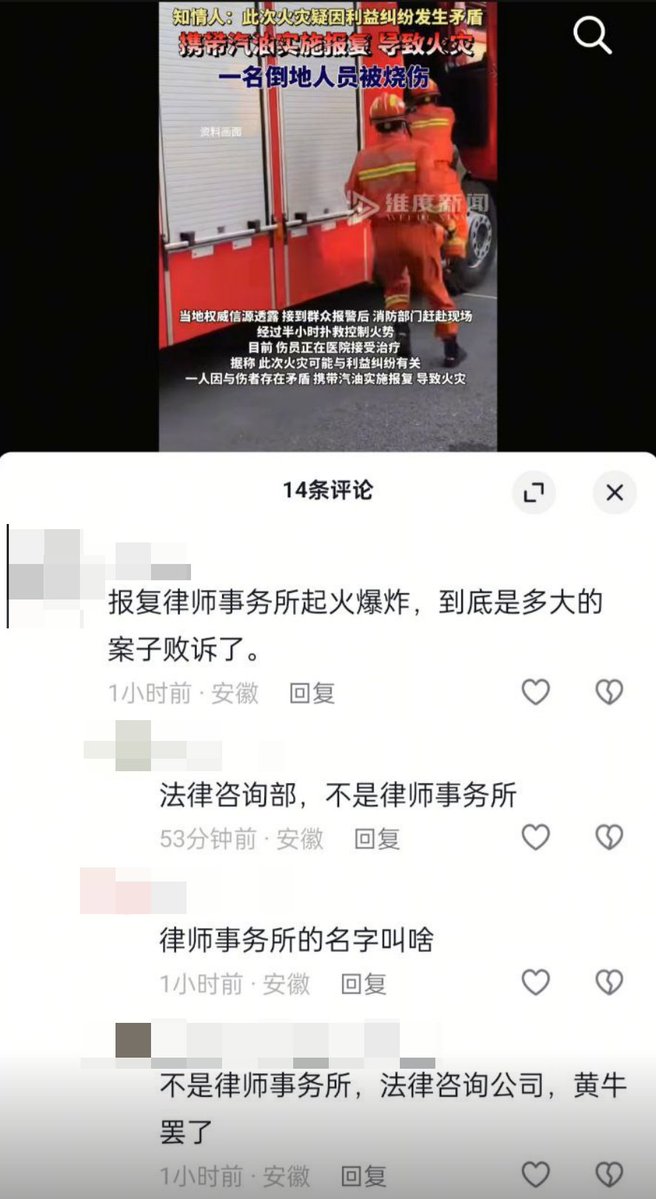 知情人：此次火灾疑因利益纠纷发生矛盾
携带汽油实施报复 导致火灾
一名倒地人员被烧伤
资料画面
维度新闻
WEI DU XINWEN
当地权威信源透露 接到群众报警后 消防部门赶赴现场
经过半小时扑救控制火势
目前 伤员正在医院接受治疗
据称 此次火灾可能与利益纠纷有关
一人因与伤者存在矛盾 携带汽油实施报复 导致火灾
14条评论
报复律师事务所起火爆炸，到底是多大的
案子败诉了。
1小时前 · 安徽 回复
法律咨询部，不是律师事务所
53分钟前 · 安徽 回复
律师事务所的名字叫啥
1小时前 · 安徽 回复
不是律师事务所，法律咨询公司，黄牛
罢了
1小时前 · 安徽 回复